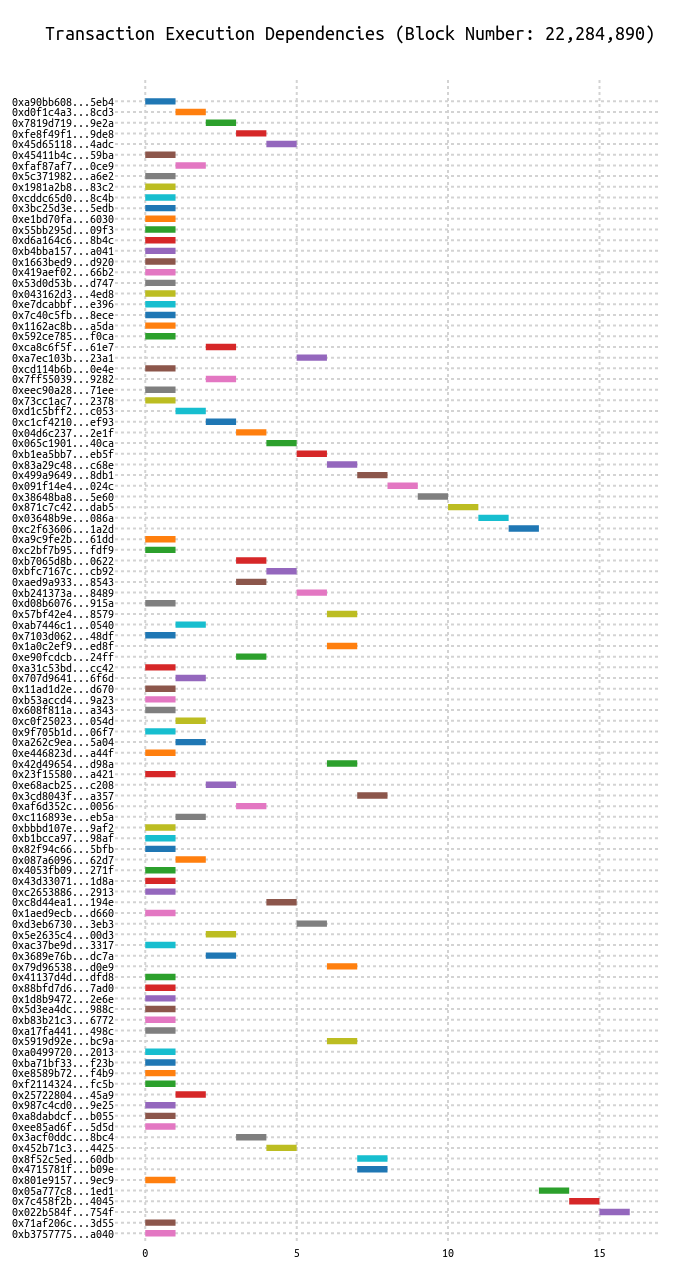 Transaction Execution Dependencies (Block Number: 22,284,890)
0xa90bb608...5eb4
0xd0f1c4a3...8cd3
0x7819d719...9e2a
0xfe8f49f1...9de8
0x45d65118...4adc
0x45411b4c...59ba
0xfaf87af7...0ce9
0x5c371982...a6e2
0x1981a2b8...83c2
0xcddc65d0...8c4b
0x3bc25d3e...5edb
0xe1bd70fa...6030
0x55bb295d...09f3
0xd6a164c6...8b4c
0xb4bba157...a041
0x1663bed9...d920
0x419aef02...66b2
0x53d0d53b...d747
0x043162d3...4ed8
0xe7dcabbf...e396
0x7c40c5fb...8ece
0x1162ac8b...a5da
0x592ce785...f0ca
0xca8c6f5f...61e7
0xa7ec103b...23a1
0xcd114b6b...0e4e
0x7ff55039...9282
0xeec90a28...71ee
0x73cc1ac7...2378
0xd1c5bff2...c053
0xc1cf4210...ef93
0x04d6c237...2e1f
0x065c1901...40ca
0xb1ea5bb7...eb5f
0x83a29c48...c68e
0x499a9649...8db1
0x091f14e4...024c
0x38648ba8...5e60
0x871c7c42...dab5
0x03648b9e...086a
0xc2f63606...1a2d
0xa9c9fe2b...61dd
0xc2bf7b95...fdf9
0xb7065d8b...0622
0xbfc7167c...cb92
0xaed9a933...8543
0xb241373a...8489
0xd08b6076...915a
0x57bf42e4...8579
0xab7446c1...0540
0x7103d062...48df
0x1a0c2ef9...ed8f
0xe90fcdcb...24ff
0xa31c53bd...cc42
0x707d9641...6f6d
0x11ad1d2e...d670
0xb53accd4...9a23
0x608f811a...a343
0xc0f25023...054d
0x9f705b1d...06f7
0xa262c9ea...5a04
0xe446823d...a44f
0x42d49654...d98a
0x23f15580...a421
0xe68acb25...c208
0x3cd8043f...a357
0xaf6d352c...0056
0xc116893e...eb5a
0xbbbd107e...9af2
0xb1bcca97...98af
0x82f94c66...5bfb
0x087a6096...62d7
0x4053fb09...271f
0x43d33071...1d8a
0xc2653886...2913
0xc8d44ea1...194e
0x1aed9ecb...d660
0xd3eb6730...3eb3
0x5e2635c4...00d3
0xac37be9d...3317
0x3689e76b...dc7a
0x79d96538...d0e9
0x41137d4d...dfd8
0x88bfd7d6...7ad0
0x1d8b9472...2e6e
0x5d3ea4dc...988c
0xb83b21c3...6772
0xa17fa441...498c
0x5919d92e...bc9a
0xa0499720...2013
0xba71bf33...f23b
0xe8589b72...f4b9
0xf2114324...fc5b
0x25722804...45a9
0x987c4cd0...9e25
0xa8dabdcf...b055
0xee85ad6f...5d5d
0x3acf0ddc...8bc4
0x452b71c3...4425
0x8f52c5ed...60db
0x4715781f...b09e
0x801e9157...9ec9
0x05a777c8...1ed1
0x7c458f2b...4045
0x022b584f...754f
0x71af206c...3d55
0xb3757775...a040
0 5 10 15